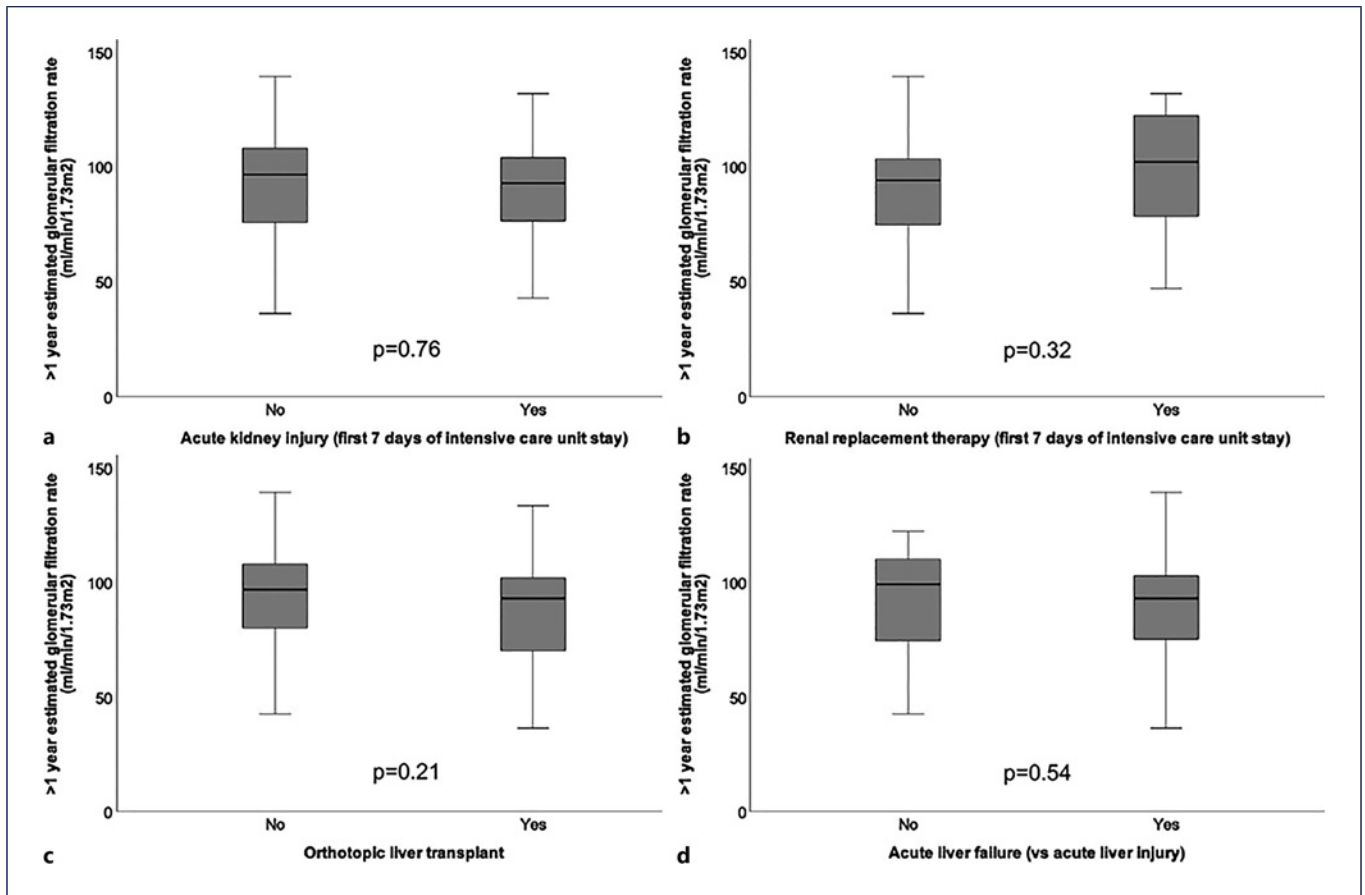 >1 year estimated glomerular filtration rate
(ml/min/1.73m2)
150
100
50
0
p=0.76
No
Yes
a
Acute kidney injury (first 7 days of intensive care unit stay)
>1 year estimated glomerular filtration rate
(ml/min/1.73m2)
150
100
50
0
p=0.32
No
Yes
b
Renal replacement therapy (first 7 days of intensive care unit stay)
>1 year estimated glomerular filtration rate
(ml/min/1.73m2)
150
100
50
0
p=0.21
No
Yes
c
Orthotopic liver transplant
>1 year estimated glomerular filtration rate
(ml/min/1.73m2)
150
100
50
0
p=0.54
No
Yes
d
Acute liver failure (vs acute liver injury)